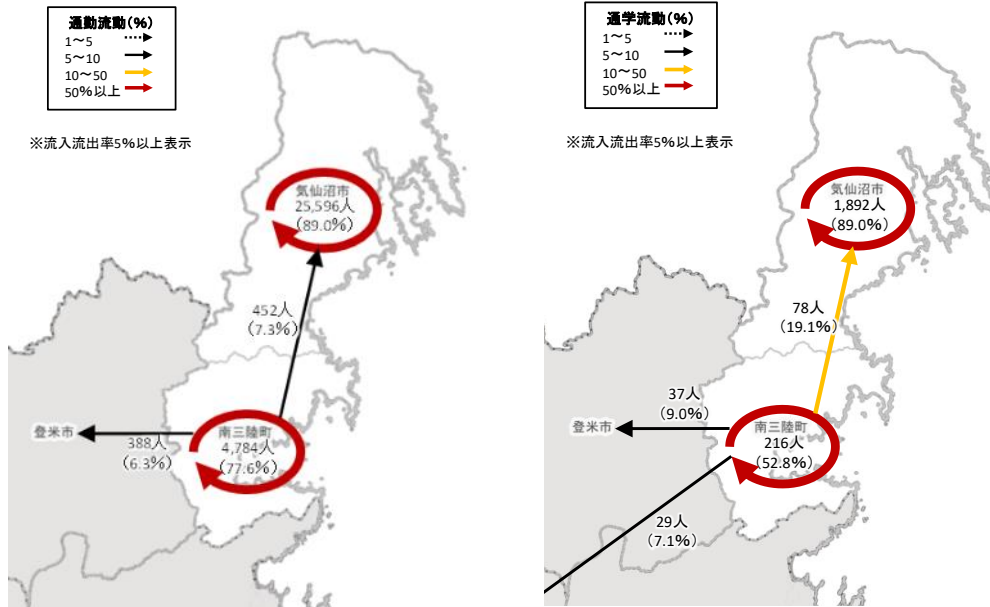 通勤流動(%)
1～5
5～10
10～50
50%以上
※流入流出率5%以上表示
気仙沼市
25,596人
(89.0%)
452人
(7.3%)
登米市
388人
(6.3%)
南三陸町
4,784人
(77.6%)
通学流動(%)
1～5
5～10
10～50
50%以上
※流入流出率5%以上表示
気仙沼市
1,892人
(89.0%)
78人
(19.1%)
37人
(9.0%)
登米市
南三陸町
216人
(52.8%)
29人
(7.1%)